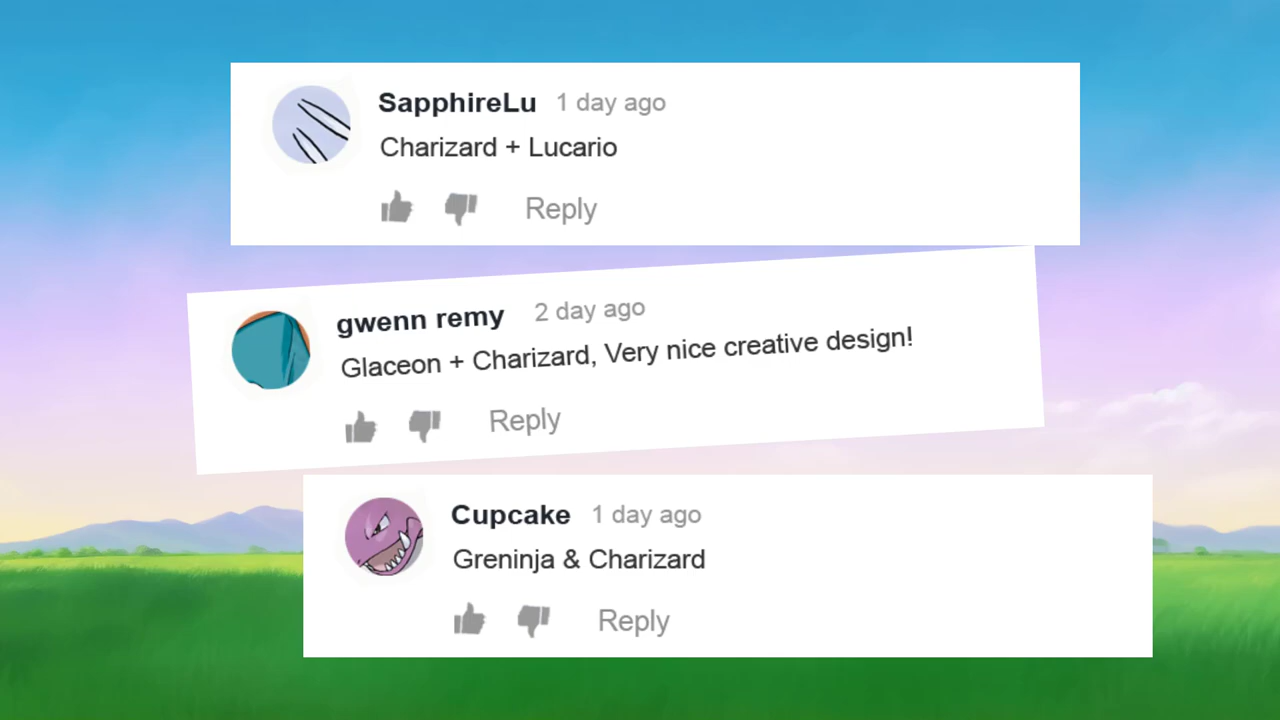 SapphireLu 1 day ago
Charizard + Lucario
Reply
gwenn remy 2 day ago
Glaceon + Charizard, Very nice creative design!
Reply
Cupcake 1 day ago
Greninja & Charizard
Reply